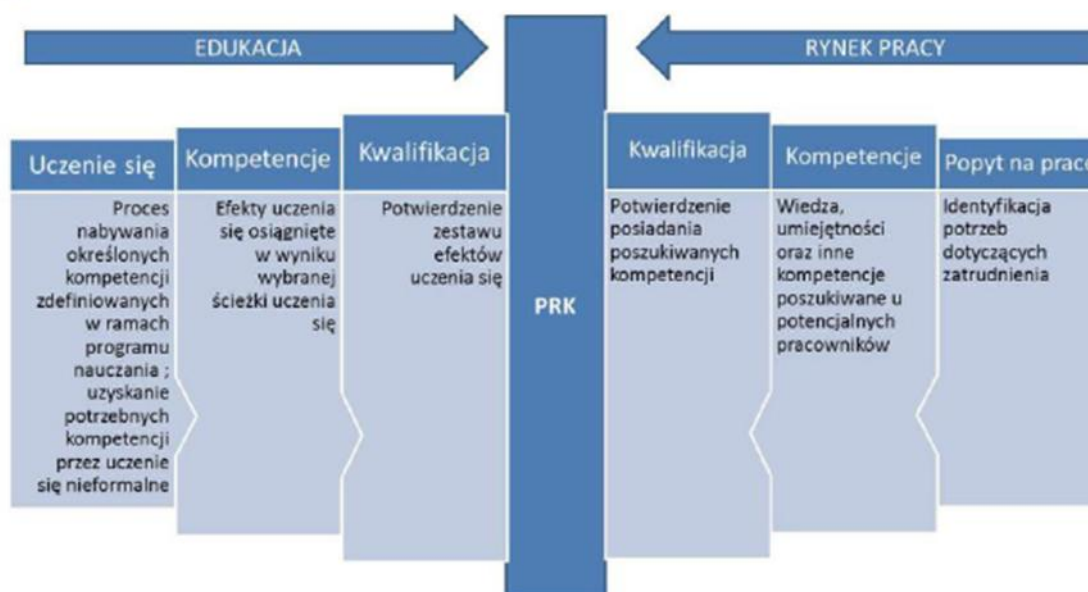 EDUKACJA
RYNEK PRACY
Uczenie się
Proces
nabywania
określonych
kompetencji
zdefiniowanych
w ramach
programu
nauczania ;
uzyskanie
potrzebnych
kompetencji
przez uczenie
się nieformalne
Kompetencje
Efekty uczenia
się osiągnięte
w wyniku
wybranej
ścieżki uczenia
się
Kwalifikacja
Potwierdzenie
zestawu
efektów
uczenia się
PRK
Kwalifikacja
Potwierdzenie
posiadania
poszukiwanych
kompetencji
Kompetencje
Wiedza,
umiejętności
oraz inne
kompetencje
poszukiwane u
potencjalnych
pracowników
Popyt na pracę
Identyfikacja
potrzeb
dotyczących
zatrudnienia